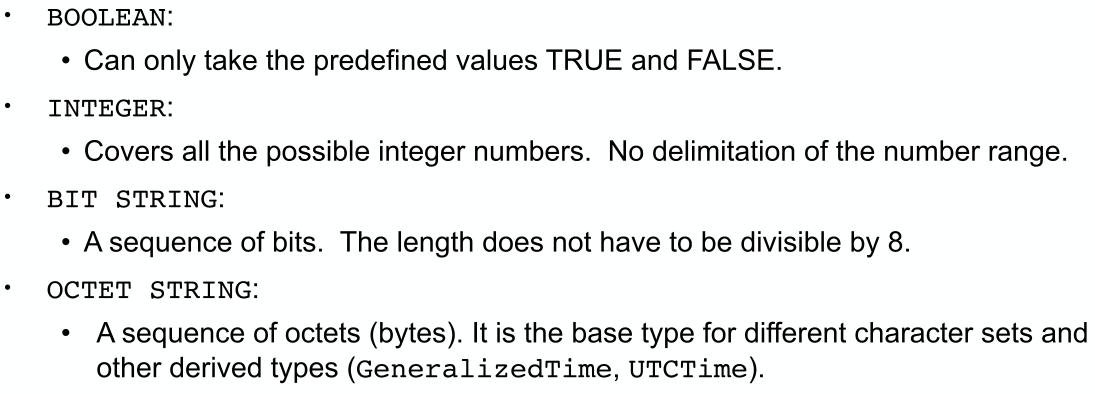 • BOOLEAN:
• Can only take the predefined values TRUE and FALSE.
• INTEGER:
• Covers all the possible integer numbers.  No delimitation of the number range.
• BIT STRING:
• A sequence of bits.  The length does not have to be divisible by 8.
• OCTET STRING:
• A sequence of octets (bytes). It is the base type for different character sets and
other derived types (GeneralizedTime, UTCTime).